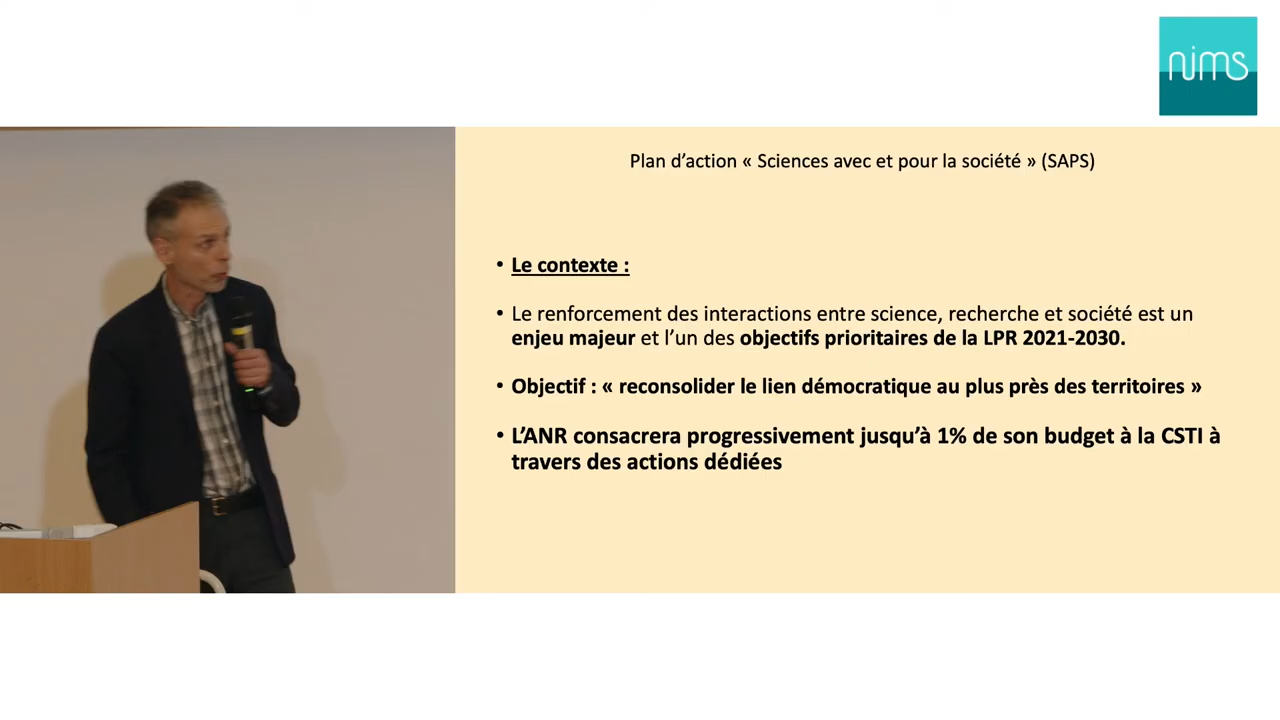 nims
Plan d’action « Sciences avec et pour la société » (SAPS)
• Le contexte :
• Le renforcement des interactions entre science, recherche et société est un
enjeu majeur et l’un des objectifs prioritaires de la LPR 2021-2030.
• Objectif : « reconsolider le lien démocratique au plus près des territoires »
• L’ANR consacrera progressivement jusqu’à 1% de son budget à la CSTI à
travers des actions dédiées